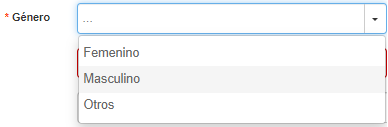 * Género
...
Femenino
Masculino
Otros